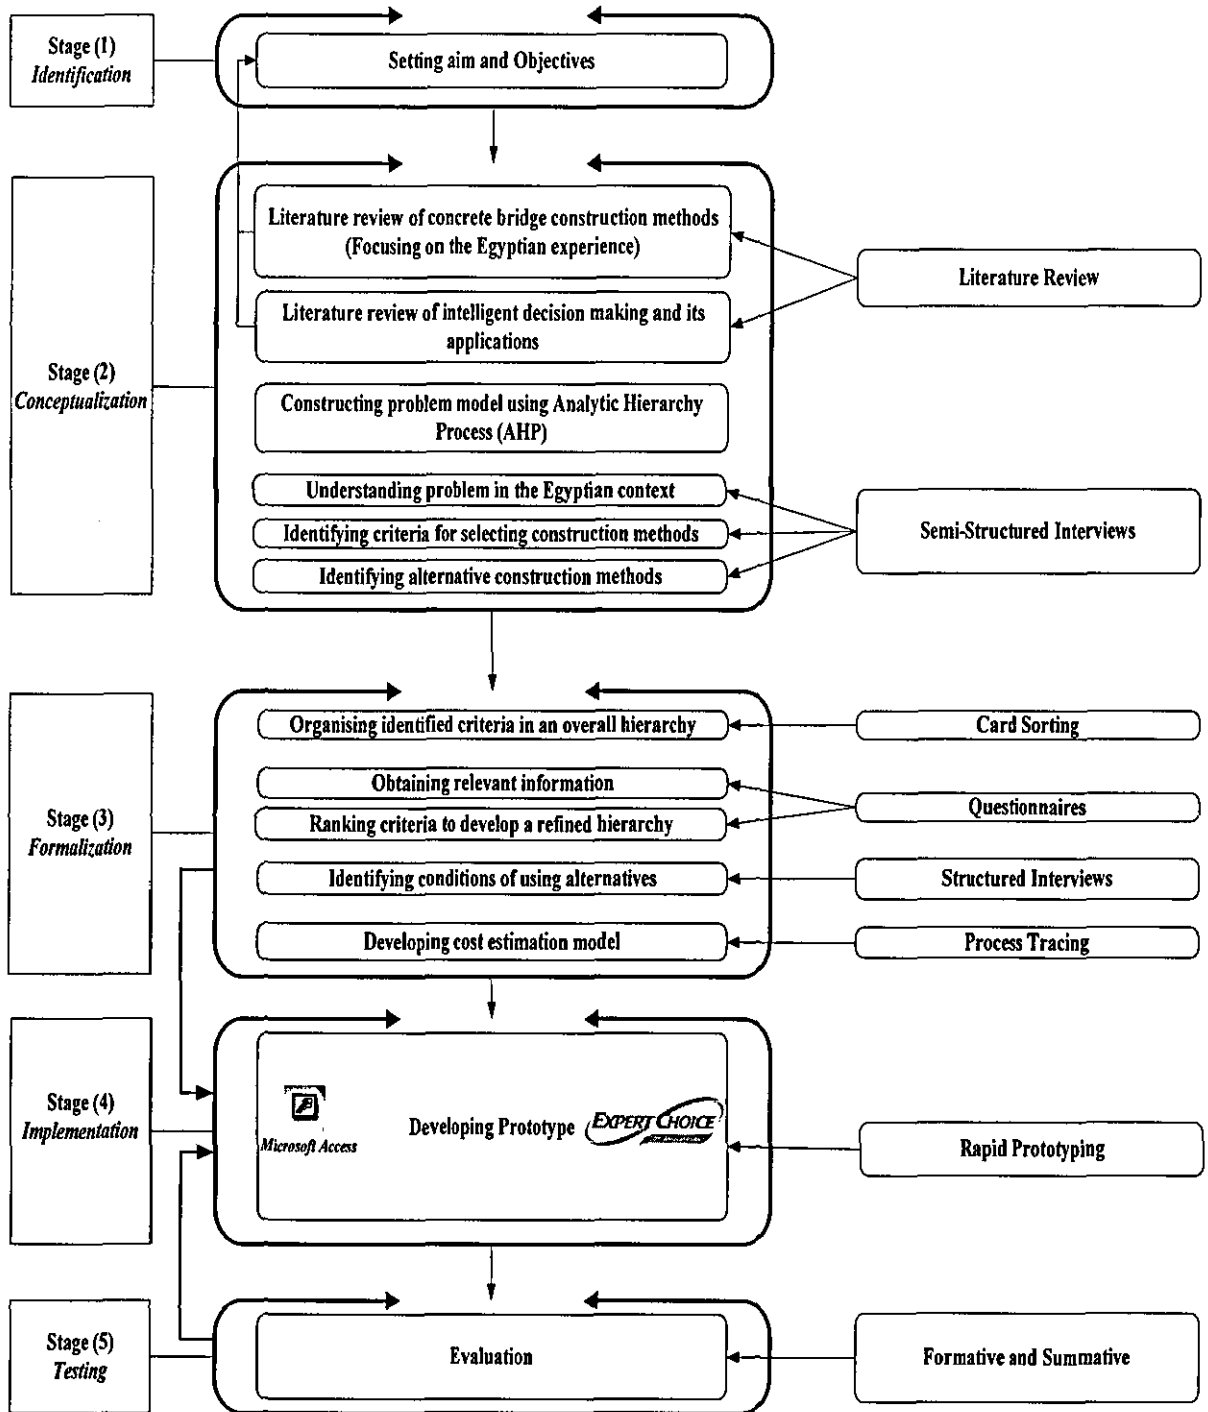 Stage (1)
Identification
Setting aim and Objectives
Stage (2)
Conceptualization
Literature review of concrete bridge construction methods
(Focusing on the Egyptian experience)
Literature review of intelligent decision making and its
applications
Literature Review
Constructing problem model using Analytic Hierarchy
Process (AHP)
Understanding problem in the Egyptian context
Identifying criteria for selecting construction methods
Identifying alternative construction methods
Semi-Structured Interviews
Stage (3)
Formalization
Organising identified criteria in an overall hierarchy
Card Sorting
Obtaining relevant information
Ranking criteria to develop a refined hierarchy
Questionnaires
Identifying conditions of using alternatives
Structured Interviews
Developing cost estimation model
Process Tracing
Stage (4)
Implementation
Microsoft Access
Developing Prototype
EXPERT CHOICE
Rapid Prototyping
Stage (5)
Testing
Evaluation
Formative and Summative